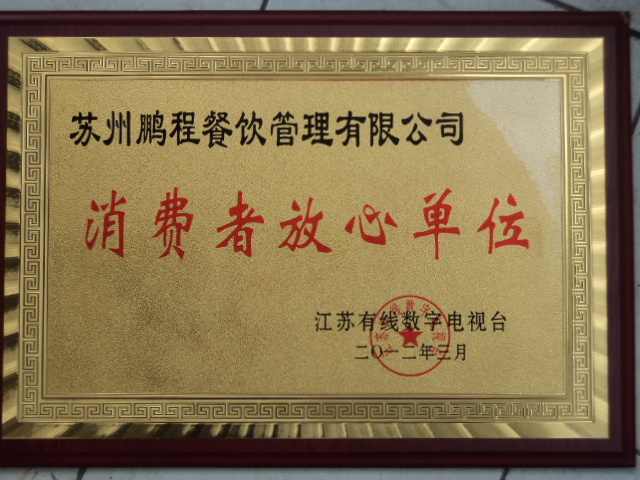 苏州鹏程餐饮管理有限公司
消费者放心单位
江苏有线数字电视台
二〇一二年三月